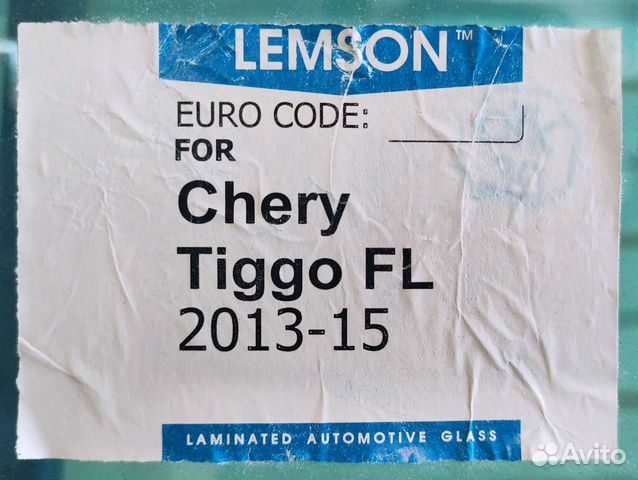 LEMSON™
EURO CODE:
FOR
Chery
Tiggo FL
2013-15
LAMINATED AUTOMOTIVE GLASS
Avito